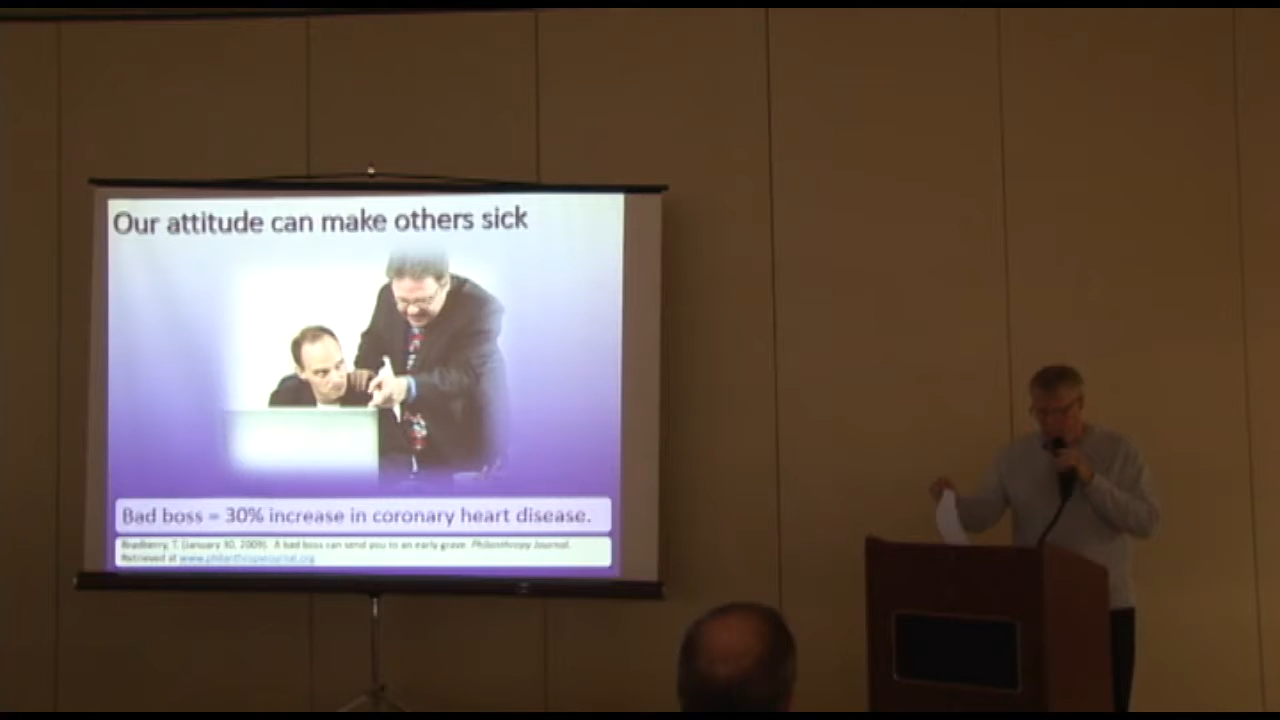 Our attitude can make others sick
Bad boss = 30% increase in coronary heart disease.
Bradberry, T. (January 30, 2009). A bad boss can send you to an early grave. Philanthropy Journal.
Retrieved at www.philanthropyjournal.org